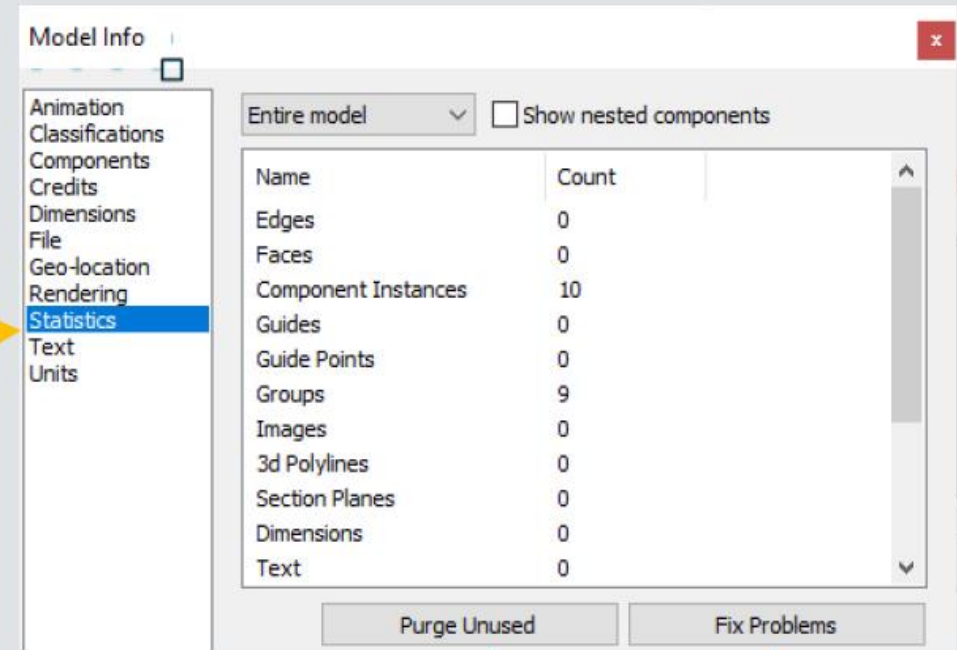 Model Info
x
Animation
Classifications
Components
Credits
Dimensions
File
Geo-location
Rendering
Statistics
Text
Units
Entire model
Show nested components
Name Count
Edges 0
Faces 0
Component Instances 10
Guides 0
Guide Points 0
Groups 9
Images 0
3d Polylines 0
Section Planes 0
Dimensions 0
Text 0
Purge Unused
Fix Problems